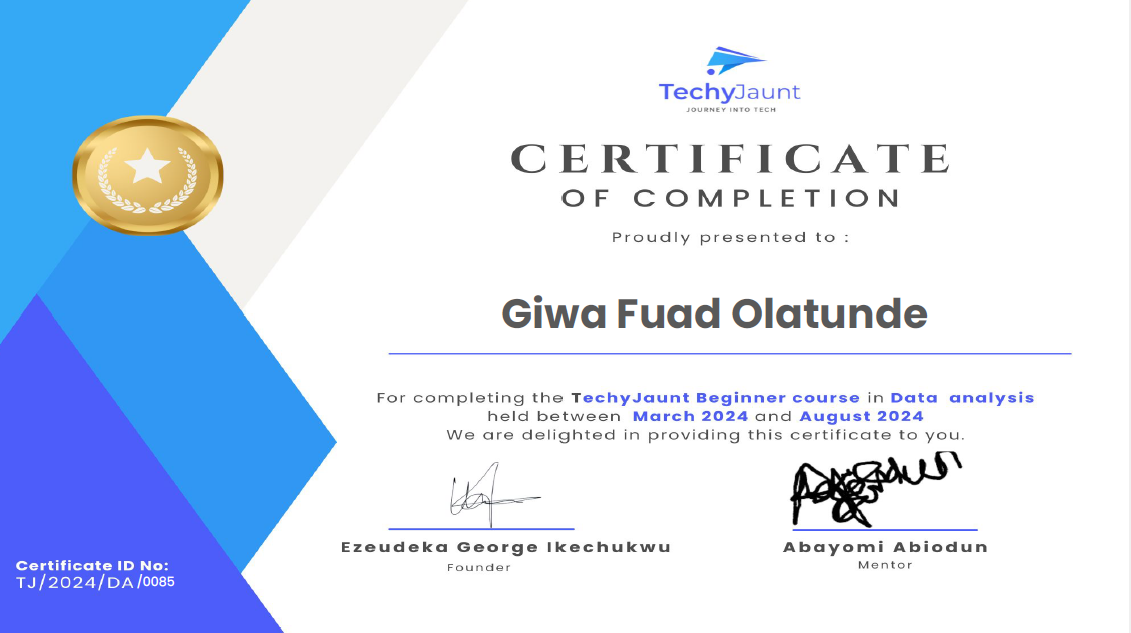 TechyJaunt
JOURNEY INTO TECH
CERTIFICATE
OF COMPLETION
Proudly presented to :
Giwa Fuad Olatunde
For completing the TechyJaunt Beginner course in Data analysis
held between March 2024 and August 2024
We are delighted in providing this certificate to you.
Ezeudeka George Ikechukwu
Founder
Abayomi Abiodun
Mentor
Certificate ID No:
TJ/2024/DA/0085